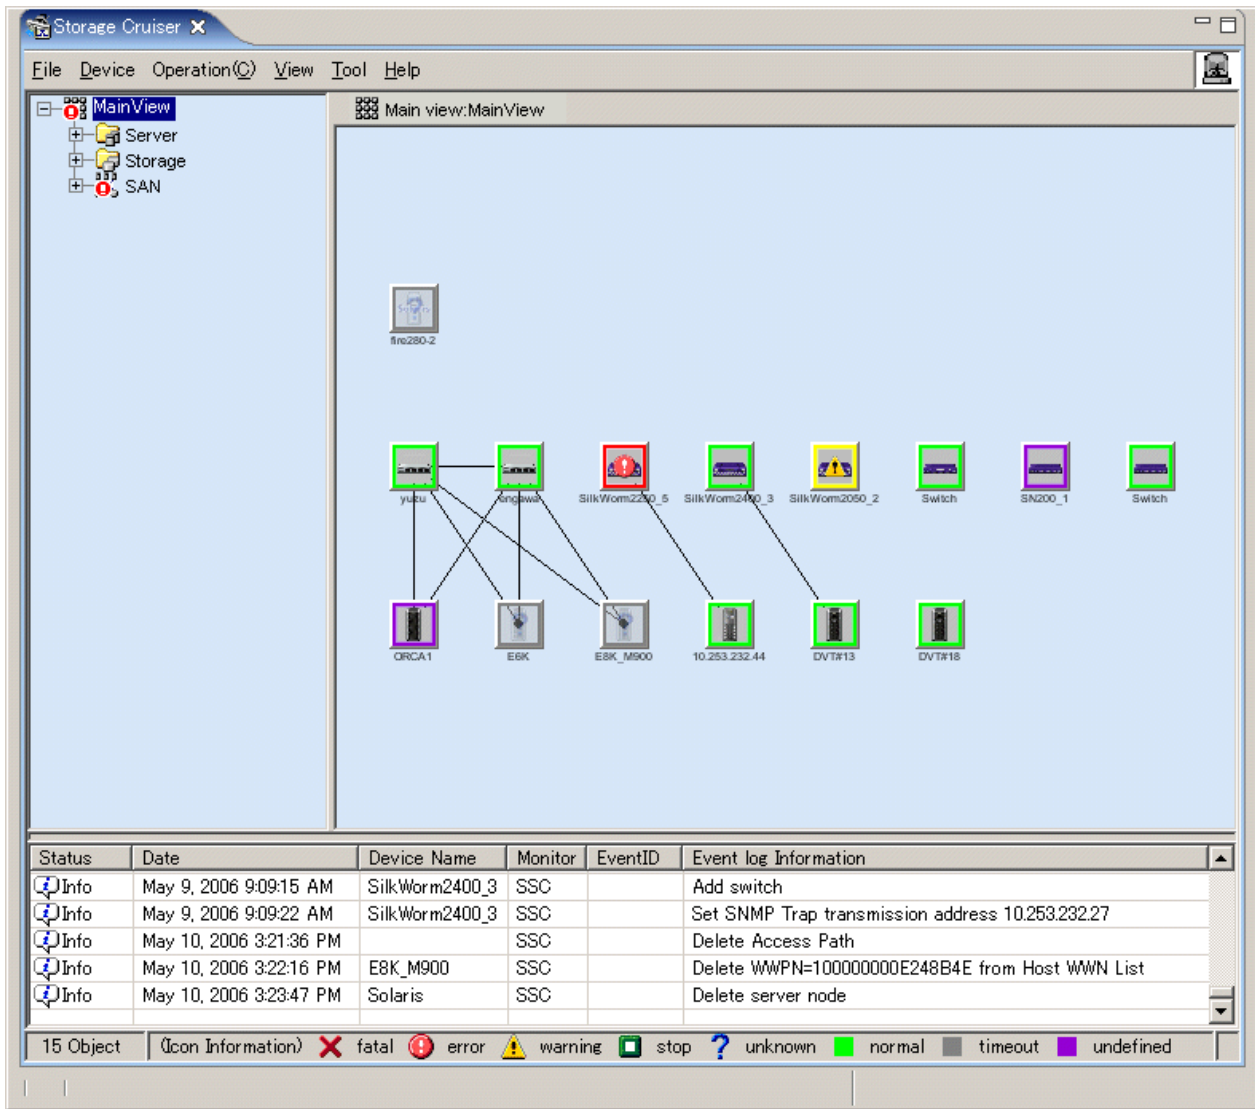 Storage Cruiser
File Device Operation(C) View Tool Help
MainView
Server
Storage
SAN
Main view:MainView
fire280-2
yuzu engawa SilkWorm2250_5 SilkWorm2400_3 SilkWorm2050_2 Switch SN200_1 Switch
ORCA1 E6K E8K_M900 10.253.232.44 DVT#13 DVT#18
Status Date Device Name Monitor EventID Event log Information
Info May 9, 2006 9:09:15 AM SilkWorm2400_3 SSC Add switch
Info May 9, 2006 9:09:22 AM SilkWorm2400_3 SSC Set SNMP Trap transmission address 10.253.232.27
Info May 10, 2006 3:21:36 PM SSC Delete Access Path
Info May 10, 2006 3:22:16 PM E8K_M900 SSC Delete WWPN=100000000E248B4E from Host WWN List
Info May 10, 2006 3:23:47 PM Solaris SSC Delete server node
15 Object (Icon Information) fatal error warning stop unknown normal timeout undefined